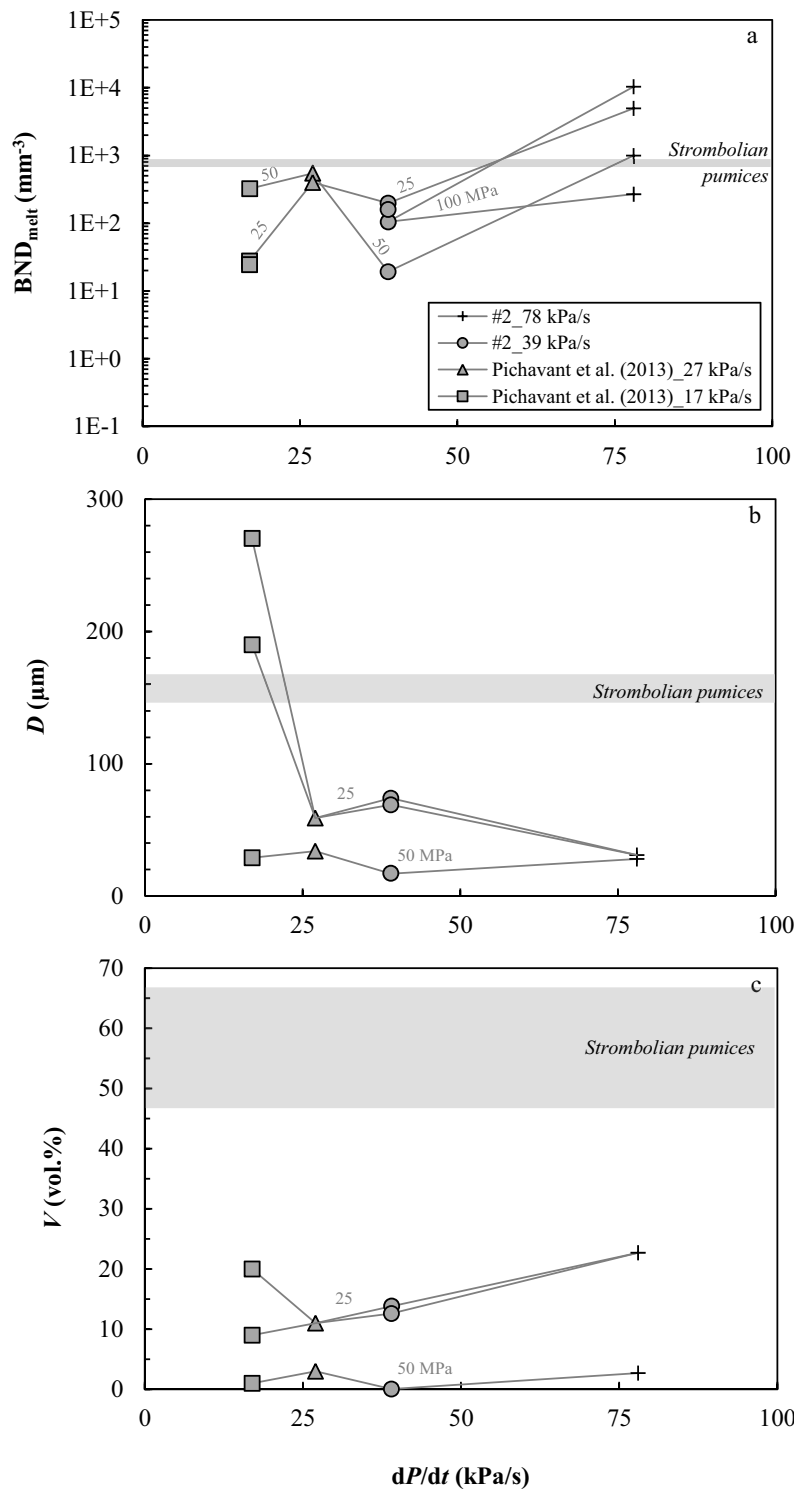 1E+5
a
1E+4
1E+3
Strombolian
pumices
50
25
100 MPa
1E+2
25
50
BNDmelt (mm-3)
1E+1
#2_78 kPa/s
#2_39 kPa/s
1E+0
Pichavant et al. (2013)_27 kPa/s
Pichavant et al. (2013)_17 kPa/s
1E-1
0
25
50
75
100
300
b
200
Strombolian pumices
D (µm)
100
25
50 MPa
0
0
25
50
75
100
70
c
60
Strombolian pumices
50
40
V (vol.%)
30
20
25
10
50 MPa
0
0
25
50
75
100
dP/dt (kPa/s)